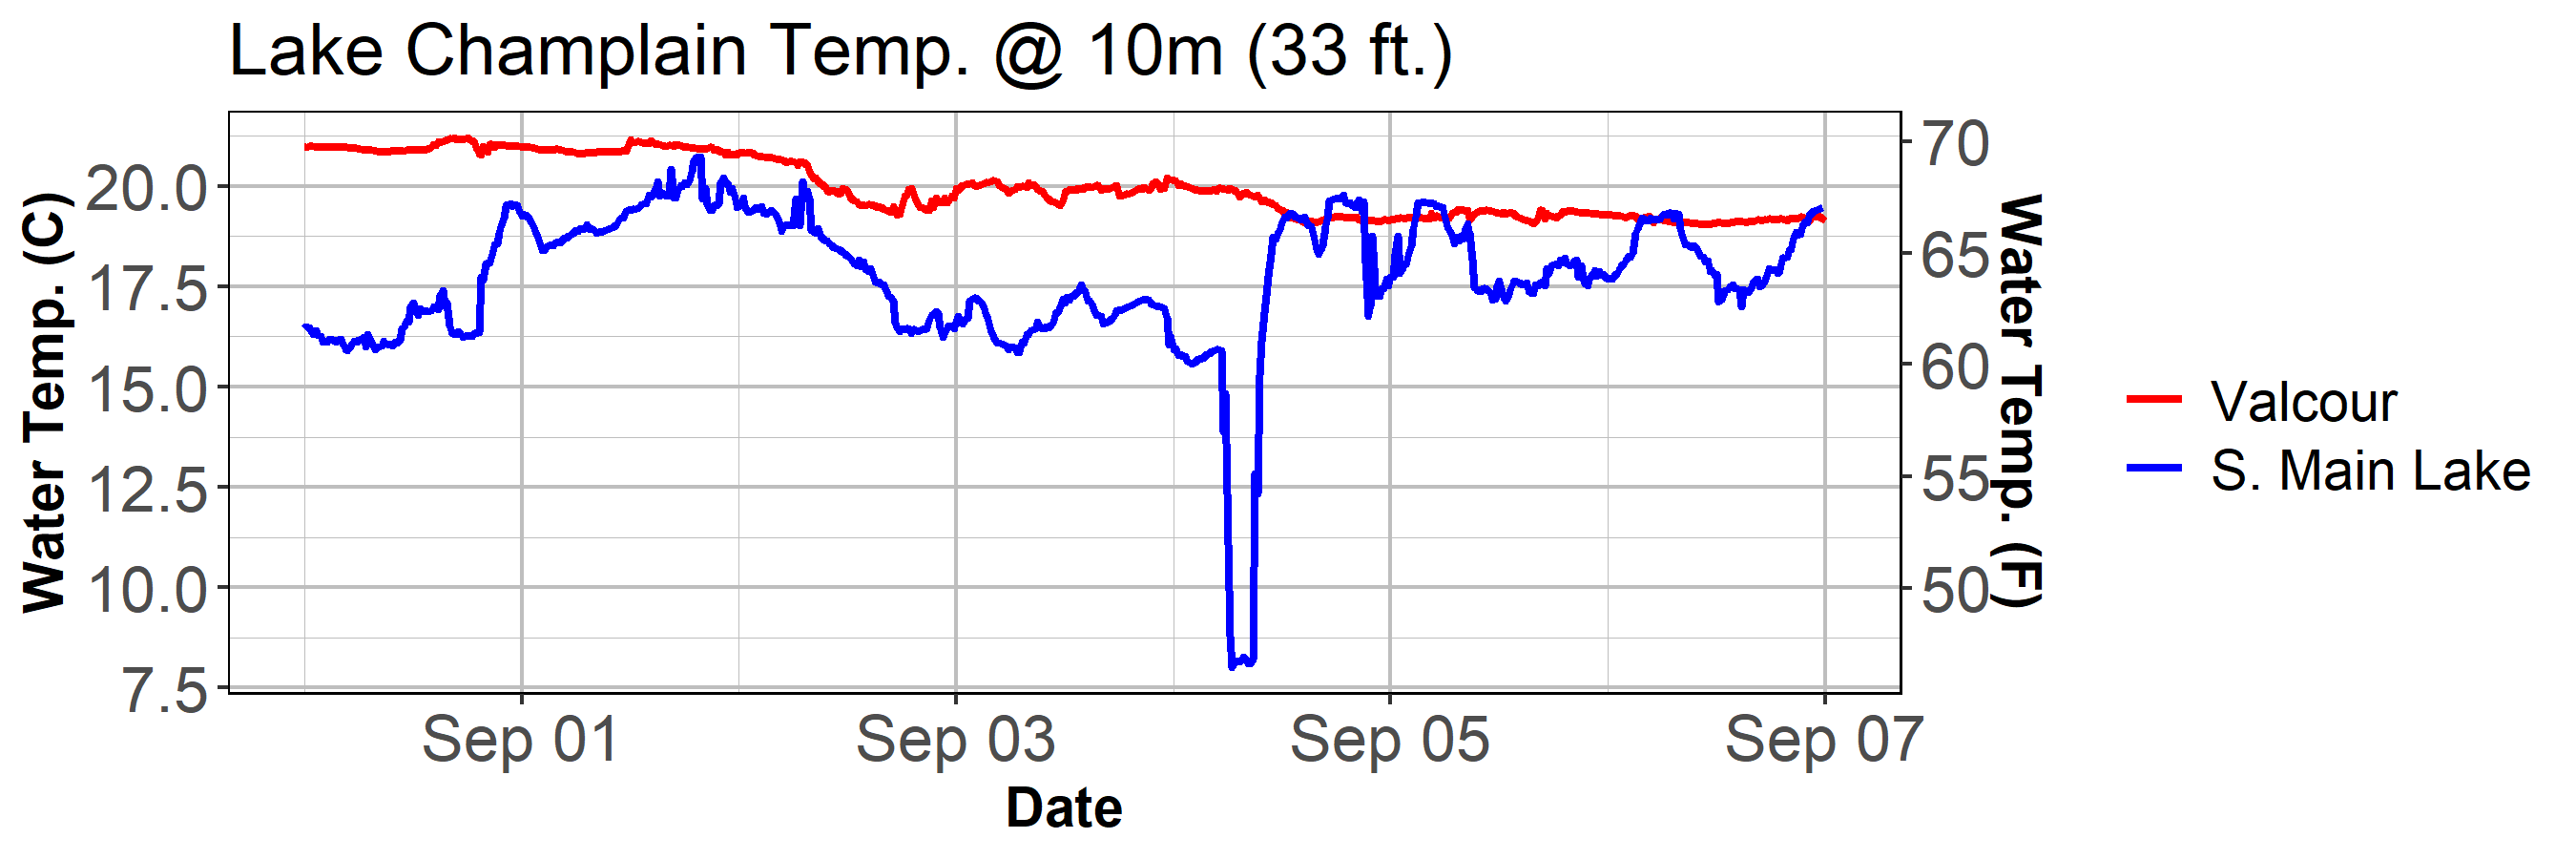 Lake Champlain Temp. @ 10m (33 ft.)
Water Temp. (C)
20.0
17.5
15.0
12.5
10.0
7.5
70
65
60
55
50
Water Temp. (F)
Sep 01
Sep 03
Sep 05
Sep 07
Date
Valcour
S. Main Lake